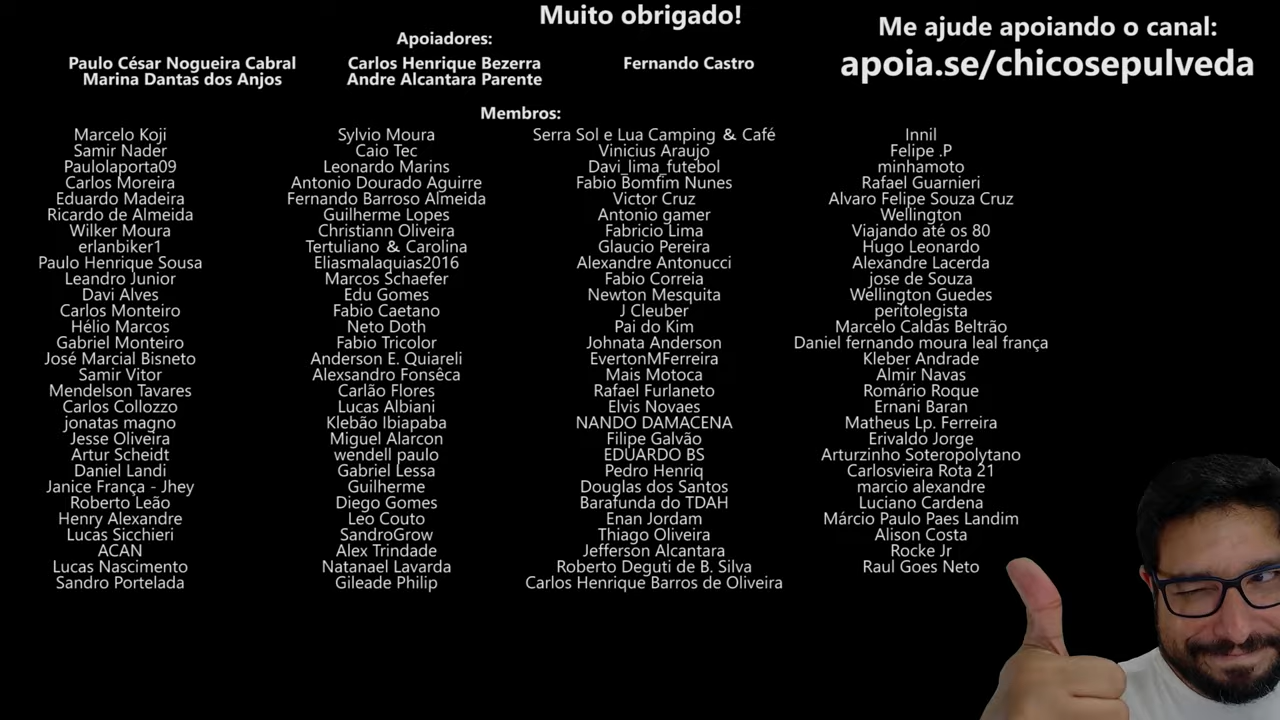 Muito obrigado!
Me ajude apoiando o canal:
apoia.se/chicosepulveda
Apoiadores:
Paulo César Nogueira Cabral
Marina Dantas dos Anjos
Carlos Henrique Bezerra
Andre Alcantara Parente
Fernando Castro
Membros:
Marcelo Koji
Samir Nader
Paulolaporta09
Carlos Moreira
Eduardo Madeira
Ricardo de Almeida
Wilker Moura
erlanbiker1
Paulo Henrique Sousa
Leandro Junior
Davi Alves
Carlos Monteiro
Hélio Marcos
Gabriel Monteiro
José Marcial Bisneto
Samir Vitor
Mendelson Tavares
Carlos Collozzo
jonatas magno
Jesse Oliveira
Artur Scheidt
Daniel Landi
Janice França - Jhey
Roberto Leão
Henry Alexandre
Lucas Sicchieri
ACAN
Lucas Nascimento
Sandro Portelada
Sylvio Moura
Caio Tec
Leonardo Marins
Antonio Dourado Aguirre
Fernando Barroso Almeida
Guilherme Lopes
Christiann Oliveira
Tertuliano & Carolina
Eliasmalaquias2016
Marcos Schaefer
Edu Gomes
Fabio Caetano
Neto Doth
Fabio Tricolor
Anderson E. Quiareli
Alexsandro Fonsêca
Carlão Flores
Lucas Albiani
Klebão Ibiapaba
Miguel Alarcon
wendell paulo
Gabriel Lessa
Guilherme
Diego Gomes
Leo Couto
SandroGrow
Alex Trindade
Natanael Lavarda
Gileade Philip
Serra Sol e Lua Camping & Café
Vinicius Araujo
Davi_lima_futebol
Fabio Bomfim Nunes
Victor Cruz
Antonio gamer
Fabricio Lima
Glaucio Pereira
Alexandre Antonucci
Fabio Correia
Newton Mesquita
J Cleuber
Pai do Kim
Johnata Anderson
EvertonMFerreira
Mais Motoca
Rafael Furlaneto
Elvis Novaes
NANDO DAMACENA
Filipe Galvão
EDUARDO BS
Pedro Henriq
Douglas dos Santos
Barafunda do TDAH
Enan Jordam
Thiago Oliveira
Jefferson Alcantara
Roberto Deguti de B. Silva
Carlos Henrique Barros de Oliveira
Innil
Felipe .P
minhamoto
Rafael Guarnieri
Alvaro Felipe Souza Cruz
Wellington
Viajando até os 80
Hugo Leonardo
Alexandre Lacerda
jose de Souza
Wellington Guedes
peritolegista
Marcelo Caldas Beltrão
Daniel fernando moura leal frança
Kleber Andrade
Almir Navas
Romário Roque
Ernani Baran
Matheus Lp. Ferreira
Erivaldo Jorge
Arturzinho Soteropolytano
Carlosvieira Rota 21
marcio alexandre
Luciano Cardena
Márcio Paulo Paes Landim
Alison Costa
Rocke Jr
Raul Goes Neto